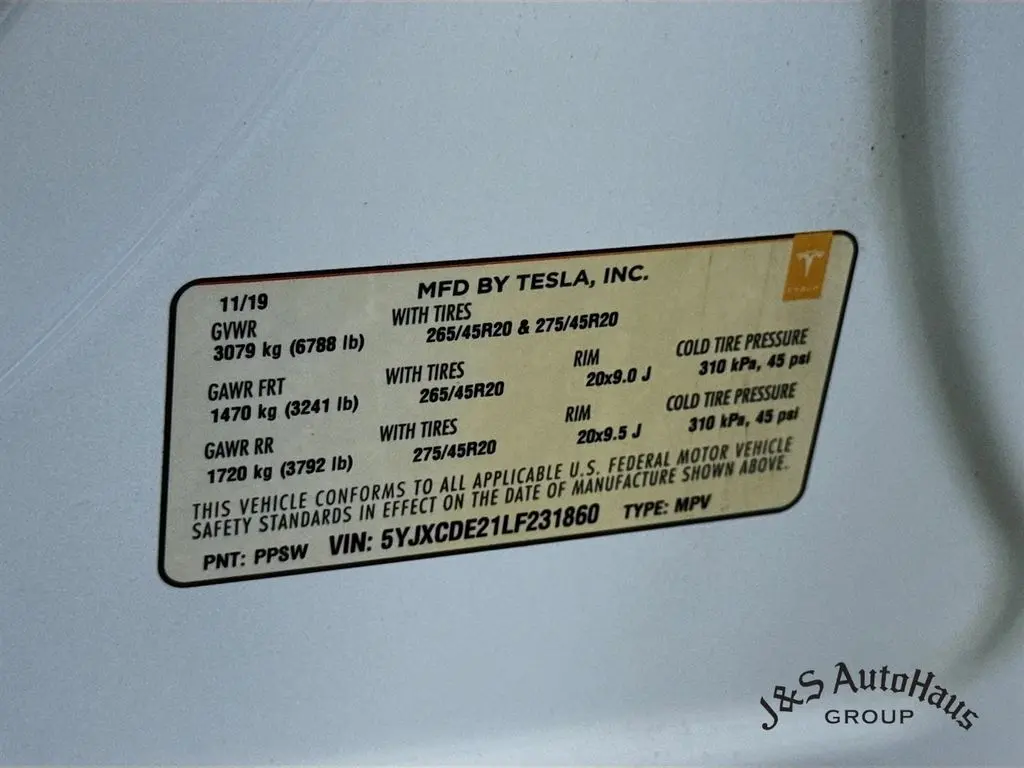 MFD BY TESLA, INC.
TESLA
11/19
GVWR WITH TIRES
3079 kg (6788 lb) 265/45R20 & 275/45R20
GAWR FRT WITH TIRES RIM COLD TIRE PRESSURE
1470 kg (3241 lb) 265/45R20 20x9.0 J 310 kPa, 45 psi
GAWR RR WITH TIRES RIM COLD TIRE PRESSURE
1720 kg (3792 lb) 275/45R20 20x9.5 J 310 kPa, 45 psi
THIS VEHICLE CONFORMS TO ALL APPLICABLE U.S. FEDERAL MOTOR VEHICLE
SAFETY STANDARDS IN EFFECT ON THE DATE OF MANUFACTURE SHOWN ABOVE.
PNT: PPSW VIN: 5YJXCDE21LF231860 TYPE: MPV
J&S AutoHaus
GROUP